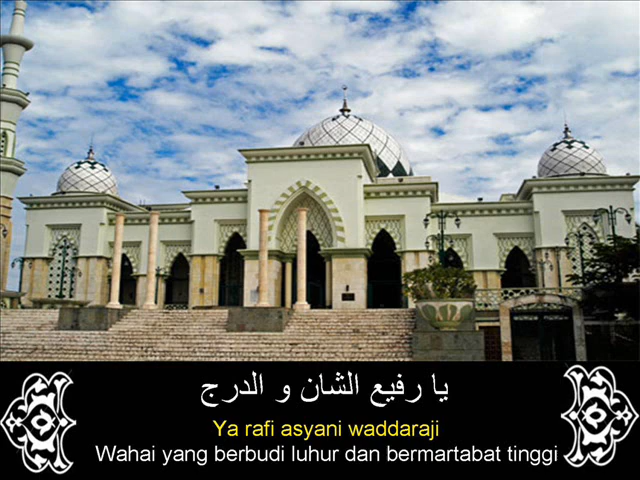 يا رفيع الشان و الدرج
Ya rafi asyani waddaraji
Wahai yang berbudi luhur dan bermartabat tinggi